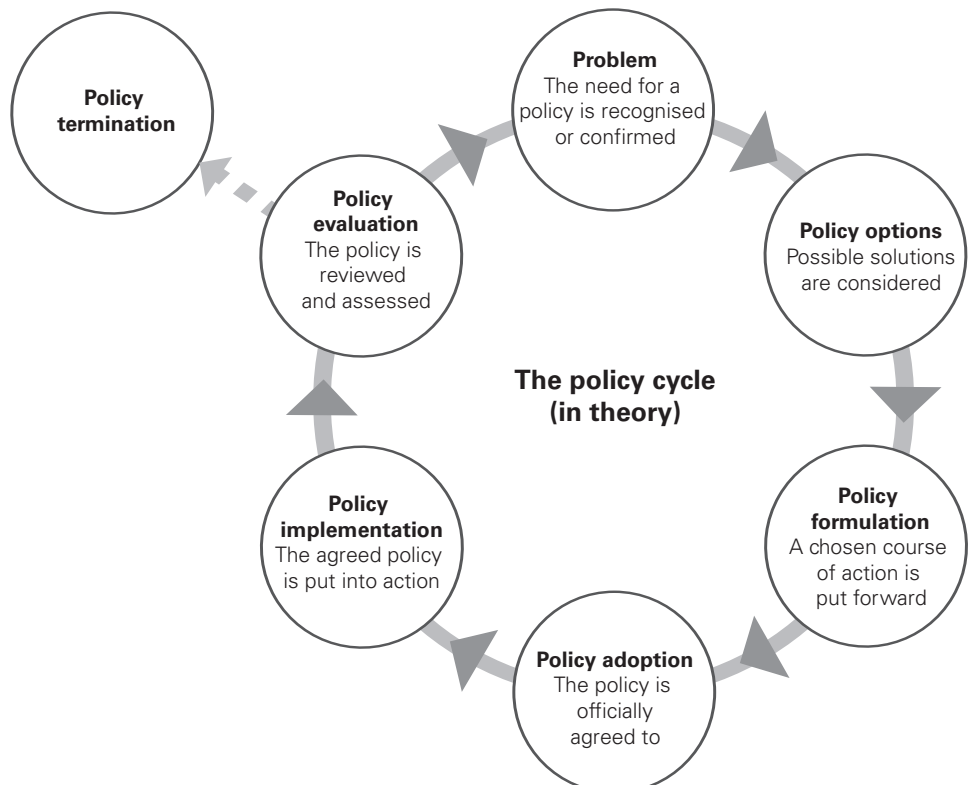 Policy
termination
Problem
The need for a
policy is recognised
or confirmed
Policy options
Possible solutions
are considered
Policy
formulation
A chosen course
of action is
put forward
Policy adoption
The policy is
officially
agreed to
Policy
implementation
The agreed policy
is put into action
Policy
evaluation
The policy is
reviewed
and assessed
The policy cycle
(in theory)